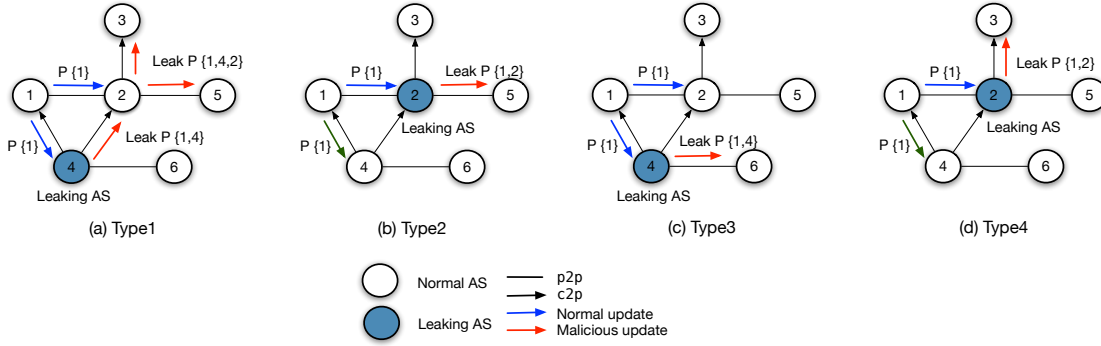 3
P {1}
Leak P {1,4,2}
1
2
5
P {1}
Leak P {1,4}
4
6
Leaking AS
(a) Type1
3
P {1}
Leak P {1,2}
1
2
5
Leaking AS
P {1}
4
6
(b) Type2
3
P {1}
1
2
5
P {1}
Leak P {1,4}
4
6
Leaking AS
(c) Type3
3
P {1}
Leak P {1,2}
1
2
5
Leaking AS
P {1}
4
6
(d) Type4
Normal AS
Leaking AS
p2p
c2p
Normal update
Malicious update